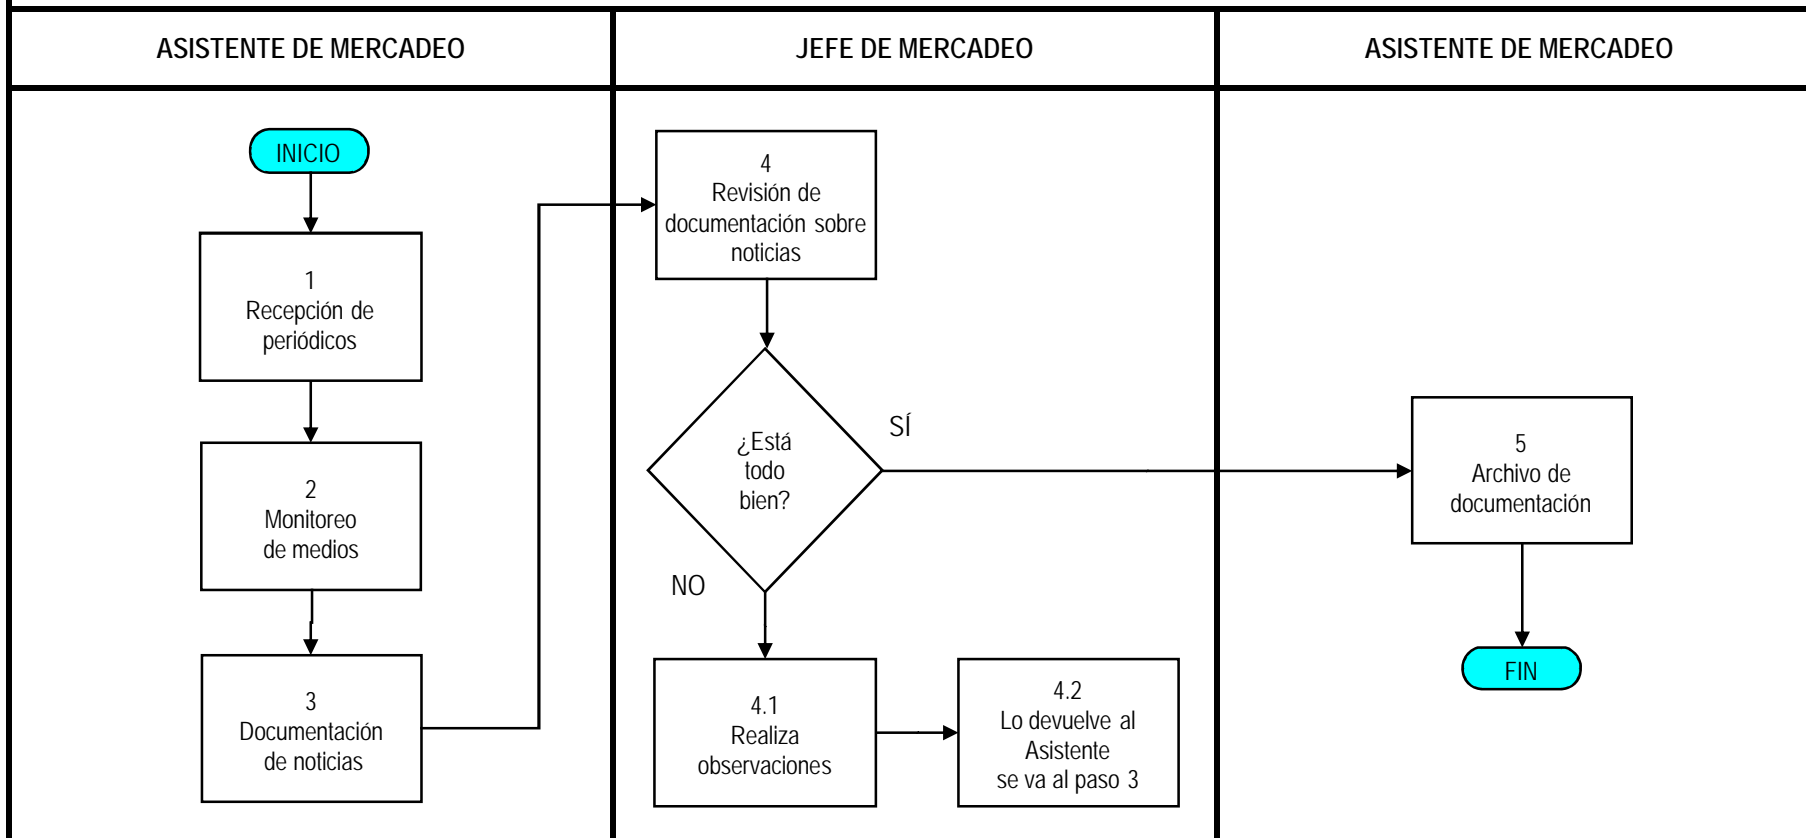 ASISTENTE DE MERCADEO
JEFE DE MERCADEO
ASISTENTE DE MERCADEO
INICIO
1
Recepción de
periódicos
2
Monitoreo
de medios
3
Documentación
de noticias
4
Revisión de
documentación sobre
noticias
¿Está
todo
bien?
SÍ
NO
4.1
Realiza
observaciones
4.2
Lo devuelve al
Asistente
se va al paso 3
5
Archivo de
documentación
FIN